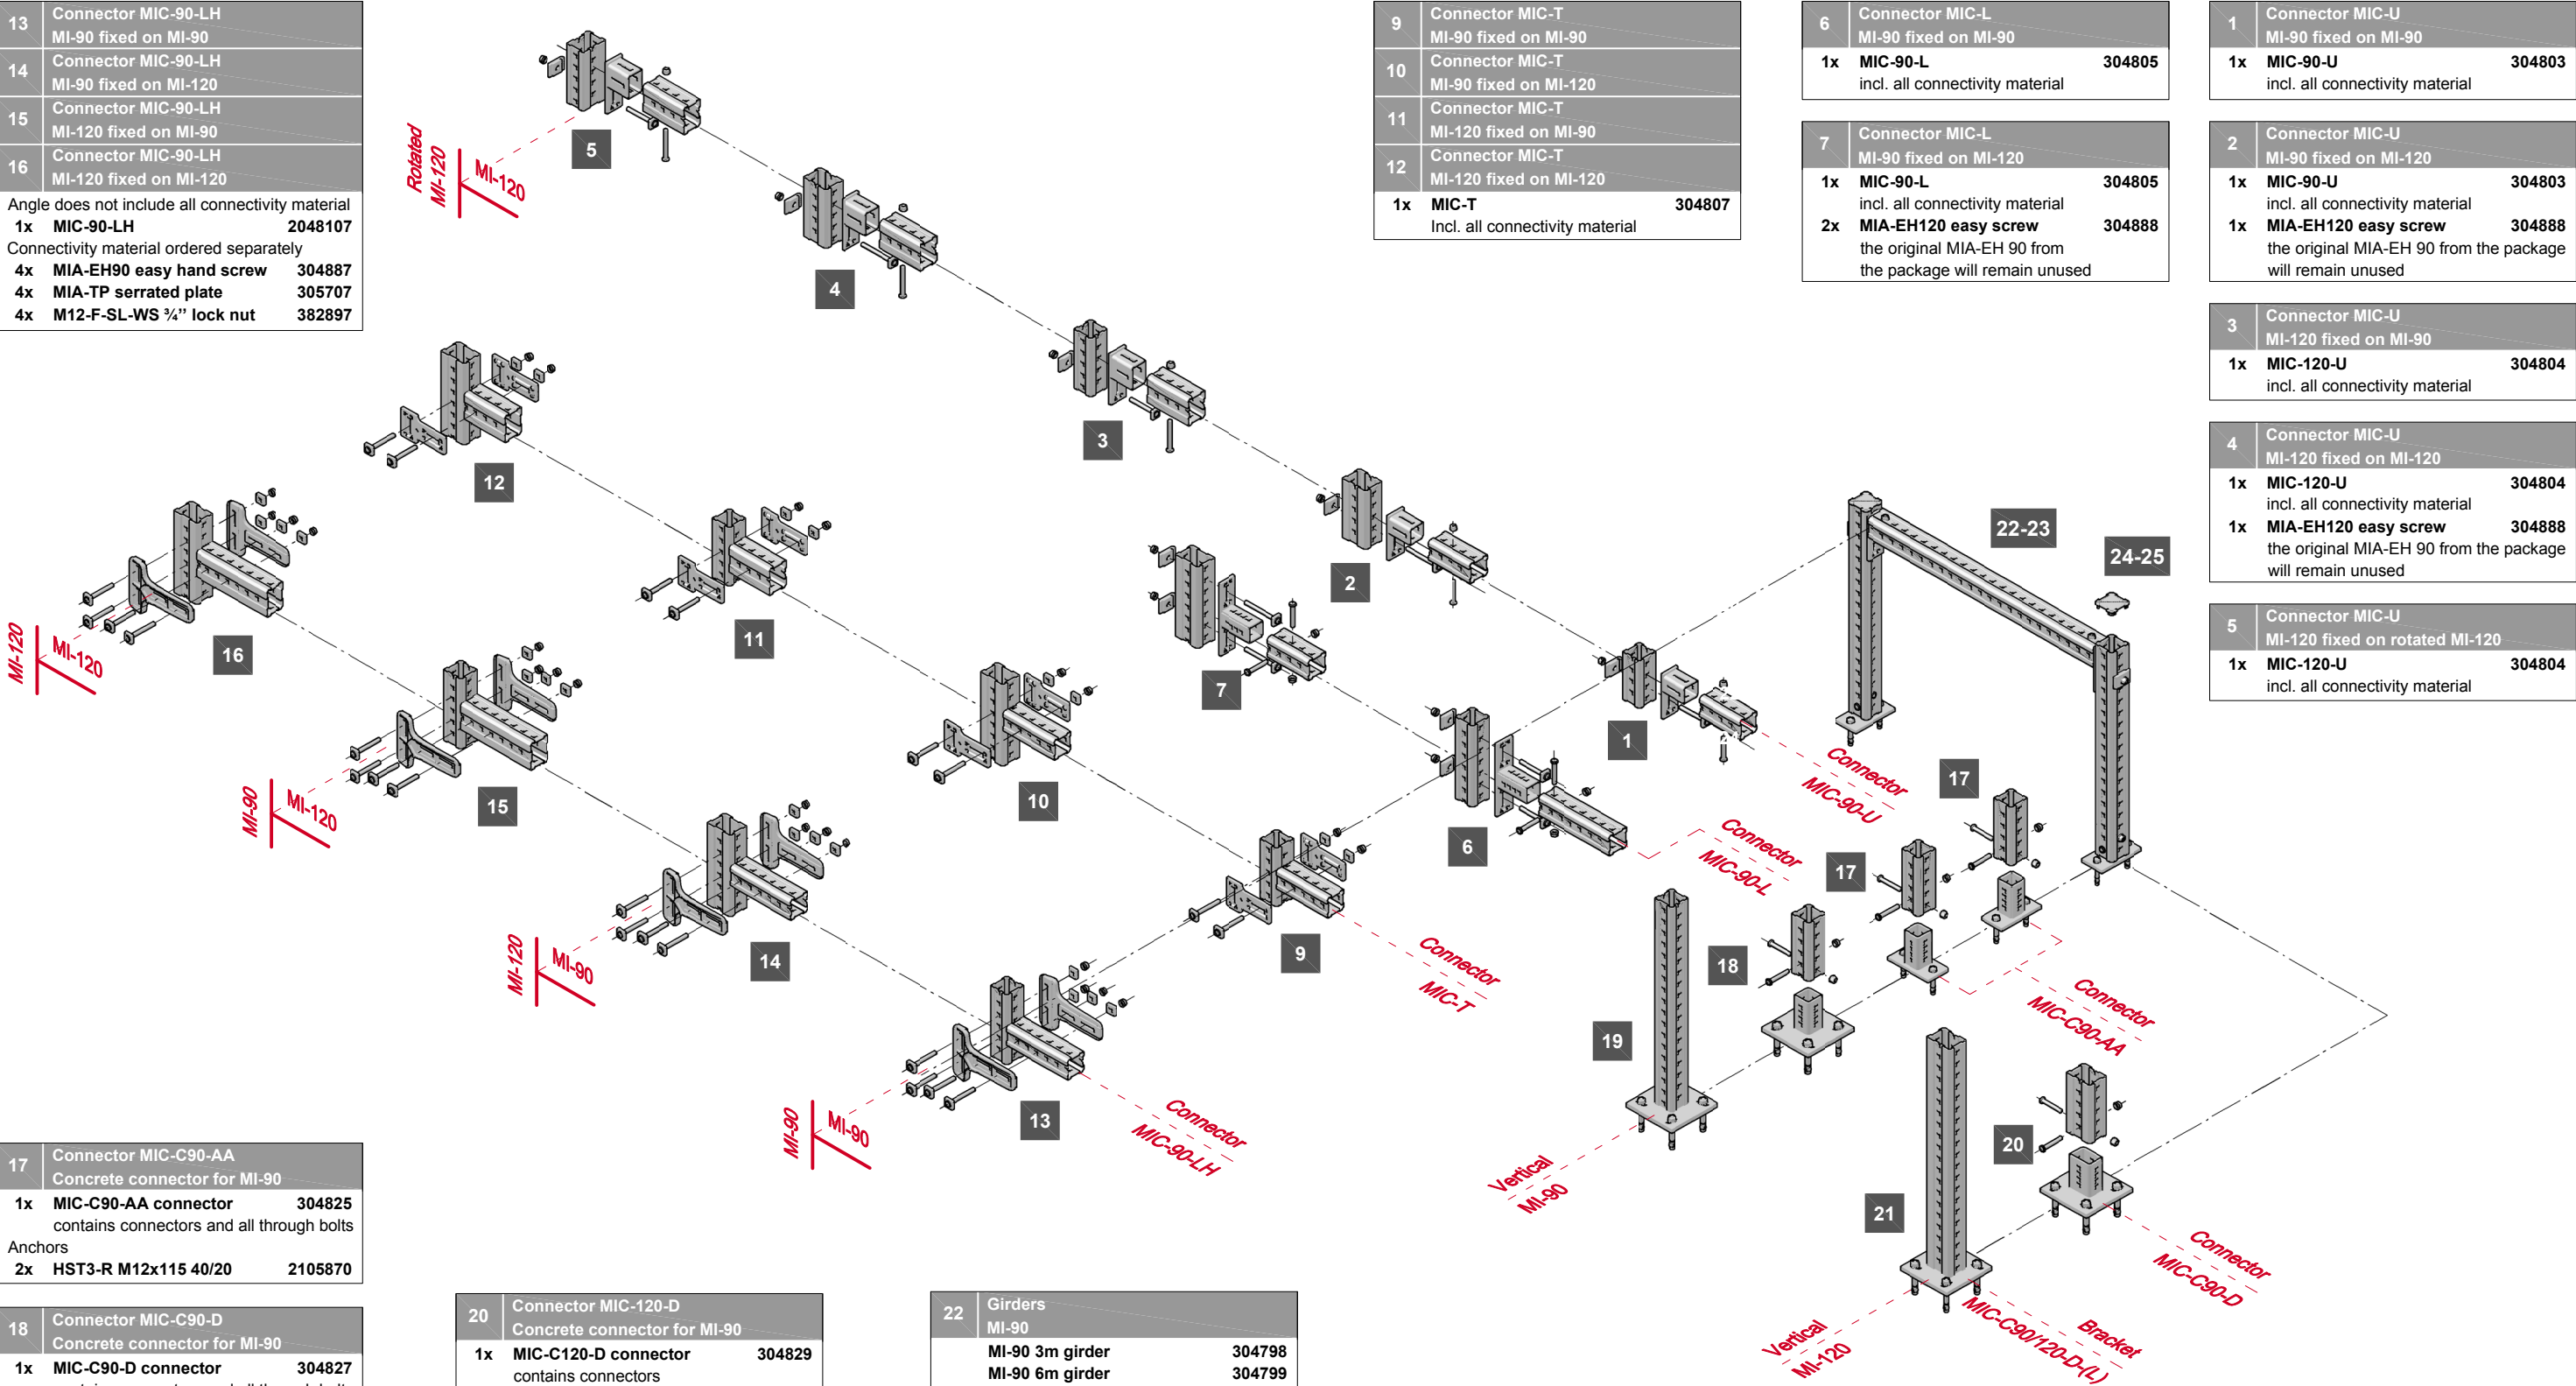 13 Connector MIC-90-LH
MI-90 fixed on MI-90
14 Connector MIC-90-LH
MI-90 fixed on MI-120
15 Connector MIC-90-LH
MI-120 fixed on MI-90
16 Connector MIC-90-LH
MI-120 fixed on MI-120
Angle does not include all connectivity material
1x MIC-90-LH 2048107
Connectivity material ordered separately
4x MIA-EH90 easy hand screw 304887
4x MIA-TP serrated plate 305707
4x M12-F-SL-WS ¾’’ lock nut 382897
9 Connector MIC-T
MI-90 fixed on MI-90
10 Connector MIC-T
MI-90 fixed on MI-120
11 Connector MIC-T
MI-120 fixed on MI-90
12 Connector MIC-T
MI-120 fixed on MI-120
1x MIC-T 304807
Incl. all connectivity material
6 Connector MIC-L
MI-90 fixed on MI-90
1x MIC-90-L 304805
incl. all connectivity material
7 Connector MIC-L
MI-90 fixed on MI-120
1x MIC-90-L 304805
incl. all connectivity material
2x MIA-EH120 easy screw 304888
the original MIA-EH 90 from
the package will remain unused
1 Connector MIC-U
MI-90 fixed on MI-90
1x MIC-90-U 304803
incl. all connectivity material
2 Connector MIC-U
MI-90 fixed on MI-120
1x MIC-90-U 304803
incl. all connectivity material
1x MIA-EH120 easy screw 304888
the original MIA-EH 90 from the package
will remain unused
3 Connector MIC-U
MI-120 fixed on MI-90
1x MIC-120-U 304804
incl. all connectivity material
4 Connector MIC-U
MI-120 fixed on MI-120
1x MIC-120-U 304804
incl. all connectivity material
1x MIA-EH120 easy screw 304888
the original MIA-EH 90 from the package
will remain unused
5 Connector MIC-U
MI-120 fixed on rotated MI-120
1x MIC-120-U 304804
incl. all connectivity material
Rotated
MI-120
MI-120
5
4
3
2
1
12
11
10
9
7
6
16
15
14
13
22-23
24-25
17
17
18
19
20
21
MI-120
MI-120
MI-90
MI-120
MI-120
MI-90
MI-90
MI-90
Connector
MIC-90-U
Connector
MIC-90-L
Connector
MIC-T
Connector
MIC-90-LH
Connector
MIC-C90-AA
Connector
MIC-C90-D
Vertical
MI-90
Vertical
MI-120
Bracket
MIC-C90/120-D-(L)
17 Connector MIC-C90-AA
Concrete connector for MI-90
1x MIC-C90-AA connector 304825
contains connectors and all through bolts
Anchors
2x HST3-R M12x115 40/20 2105870
18 Connector MIC-C90-D
Concrete connector for MI-90
1x MIC-C90-D connector 304827
20 Connector MIC-120-D
Concrete connector for MI-90
1x MIC-C120-D connector 304829
contains connectors
22 Girders
MI-90
MI-90 3m girder 304798
MI-90 6m girder 304799